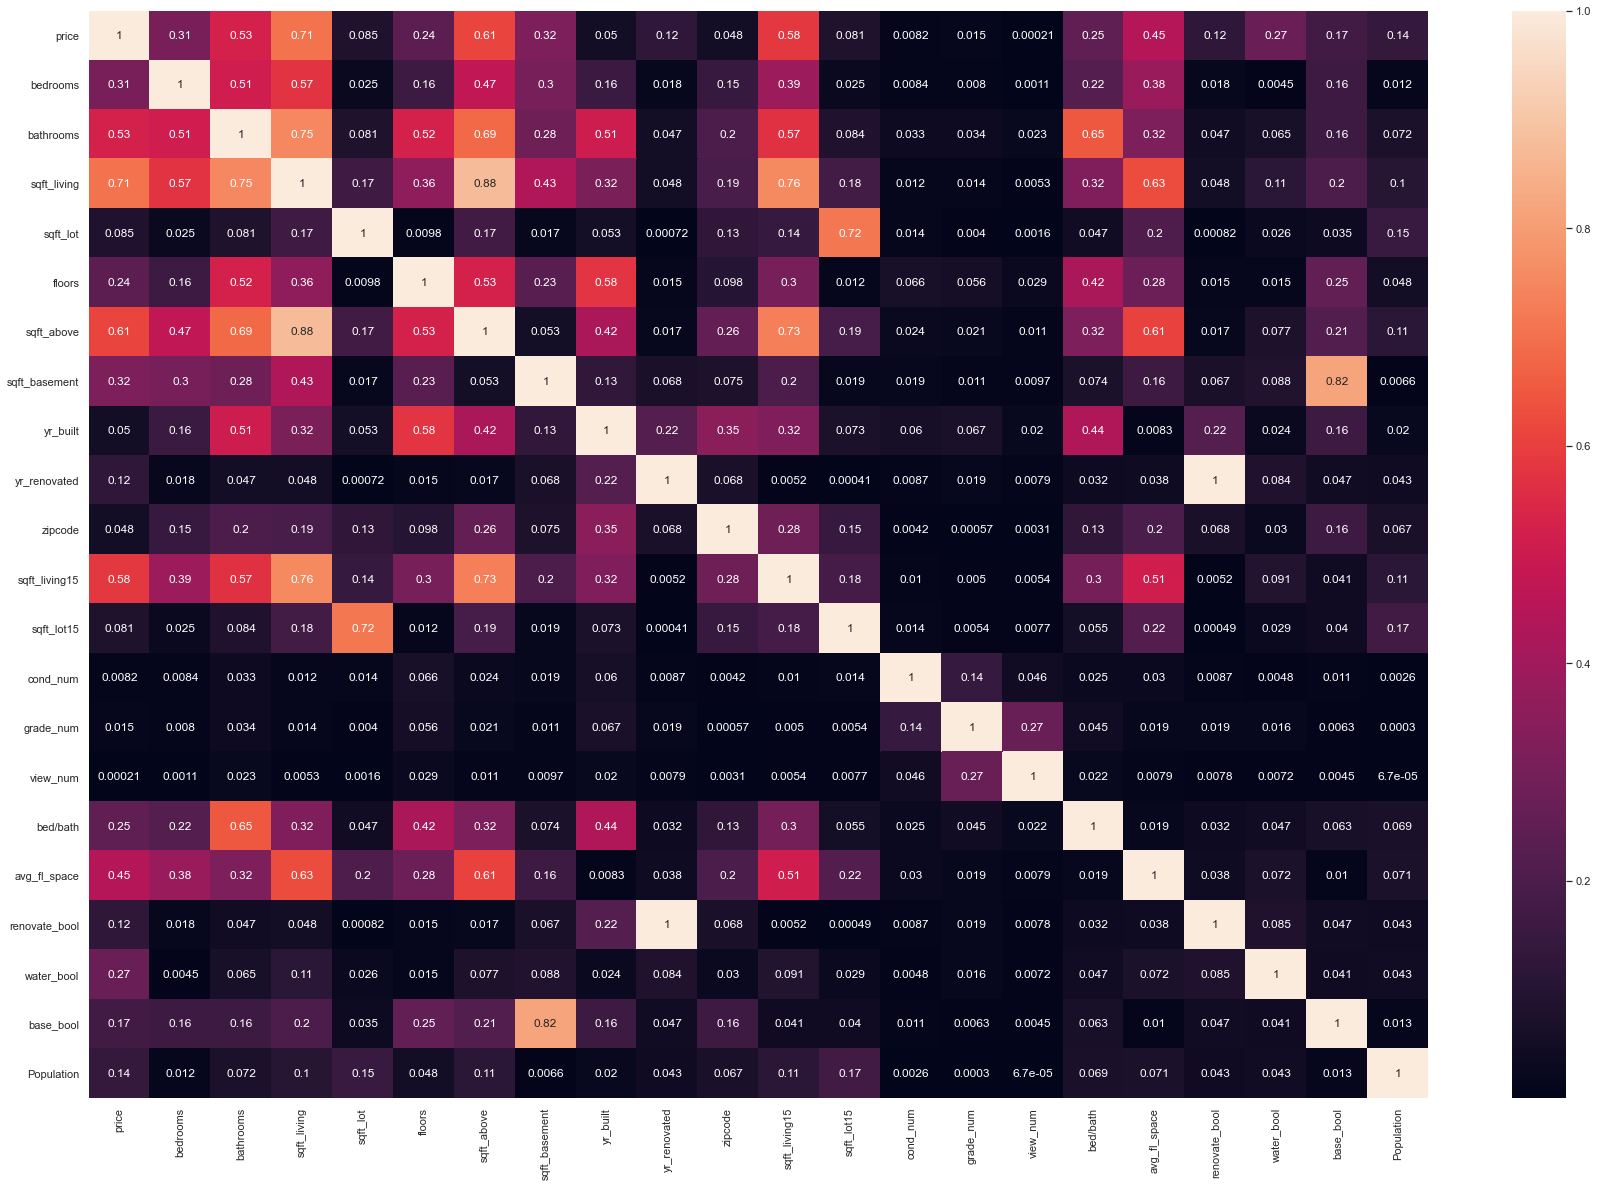 price 1 0.31 0.53 0.71 0.085 0.24 0.61 0.32 0.05 0.12 0.048 0.58 0.081 0.0082 0.015 0.00021 0.25 0.45 0.12 0.27 0.17 0.14
bedrooms 0.31 1 0.51 0.57 0.025 0.16 0.47 0.3 0.16 0.018 0.15 0.39 0.025 0.0084 0.008 0.0011 0.22 0.38 0.018 0.0045 0.16 0.012
bathrooms 0.53 0.51 1 0.75 0.081 0.52 0.69 0.28 0.51 0.047 0.2 0.57 0.084 0.033 0.034 0.023 0.65 0.32 0.047 0.065 0.16 0.072
sqft_living 0.71 0.57 0.75 1 0.17 0.36 0.88 0.43 0.32 0.048 0.19 0.76 0.18 0.012 0.014 0.0053 0.32 0.63 0.048 0.11 0.2 0.1
sqft_lot 0.085 0.025 0.081 0.17 1 0.0098 0.17 0.017 0.053 0.00072 0.13 0.14 0.72 0.014 0.004 0.0016 0.047 0.2 0.00082 0.026 0.035 0.15
floors 0.24 0.16 0.52 0.36 0.0098 1 0.53 0.23 0.58 0.015 0.098 0.3 0.012 0.066 0.056 0.029 0.42 0.28 0.015 0.015 0.25 0.048
sqft_above 0.61 0.47 0.69 0.88 0.17 0.53 1 0.053 0.42 0.017 0.26 0.73 0.19 0.024 0.021 0.011 0.32 0.61 0.017 0.077 0.21 0.11
sqft_basement 0.32 0.3 0.28 0.43 0.017 0.23 0.053 1 0.13 0.068 0.075 0.2 0.019 0.019 0.011 0.0097 0.074 0.16 0.067 0.088 0.82 0.0066
yr_built 0.05 0.16 0.51 0.32 0.053 0.58 0.42 0.13 1 0.22 0.35 0.32 0.073 0.06 0.067 0.02 0.44 0.0083 0.22 0.024 0.16 0.02
yr_renovated 0.12 0.018 0.047 0.048 0.00072 0.015 0.017 0.068 0.22 1 0.068 0.0052 0.00041 0.0087 0.019 0.0079 0.032 0.038 1 0.084 0.047 0.043
zipcode 0.048 0.15 0.2 0.19 0.13 0.098 0.26 0.075 0.35 0.068 1 0.28 0.15 0.0042 0.00057 0.0031 0.13 0.2 0.068 0.03 0.16 0.067
sqft_living15 0.58 0.39 0.57 0.76 0.14 0.3 0.73 0.2 0.32 0.0052 0.28 1 0.18 0.01 0.005 0.0054 0.3 0.51 0.0052 0.091 0.041 0.11
sqft_lot15 0.081 0.025 0.084 0.18 0.72 0.012 0.19 0.019 0.073 0.00041 0.15 0.18 1 0.014 0.0054 0.0077 0.055 0.22 0.00049 0.029 0.04 0.17
cond_num 0.0082 0.0084 0.033 0.012 0.014 0.066 0.024 0.019 0.06 0.0087 0.0042 0.01 0.014 1 0.14 0.046 0.025 0.03 0.0087 0.0048 0.011 0.0026
grade_num 0.015 0.008 0.034 0.014 0.004 0.056 0.021 0.011 0.067 0.019 0.00057 0.005 0.0054 0.14 1 0.27 0.045 0.019 0.019 0.016 0.0063 0.0003
view_num 0.00021 0.0011 0.023 0.0053 0.0016 0.029 0.011 0.0097 0.02 0.0079 0.0031 0.0054 0.0077 0.046 0.27 1 0.022 0.0079 0.0078 0.0072 0.0045 6.7e-05
bed/bath 0.25 0.22 0.65 0.32 0.047 0.42 0.32 0.074 0.44 0.032 0.13 0.3 0.055 0.025 0.045 0.022 1 0.019 0.032 0.047 0.063 0.069
avg_fl_space 0.45 0.38 0.32 0.63 0.2 0.28 0.61 0.16 0.0083 0.038 0.2 0.51 0.22 0.03 0.019 0.0079 0.019 1 0.038 0.072 0.01 0.071
renovate_bool 0.12 0.018 0.047 0.048 0.00082 0.015 0.017 0.067 0.22 1 0.068 0.0052 0.00049 0.0087 0.019 0.0078 0.032 0.038 1 0.085 0.047 0.043
water_bool 0.27 0.0045 0.065 0.11 0.026 0.015 0.077 0.088 0.024 0.084 0.03 0.091 0.029 0.0048 0.016 0.0072 0.047 0.072 0.085 1 0.041 0.043
base_bool 0.17 0.16 0.16 0.2 0.035 0.25 0.21 0.82 0.16 0.047 0.16 0.041 0.04 0.011 0.0063 0.0045 0.063 0.01 0.047 0.041 1 0.013
Population 0.14 0.012 0.072 0.1 0.15 0.048 0.11 0.0066 0.02 0.043 0.067 0.11 0.17 0.0026 0.0003 6.7e-05 0.069 0.071 0.043 0.043 0.013 1
price bedrooms bathrooms sqft_living sqft_lot floors sqft_above sqft_basement yr_built yr_renovated zipcode sqft_living15 sqft_lot15 cond_num grade_num view_num bed/bath avg_fl_space renovate_bool water_bool base_bool Population
1.0
0.8
0.6
0.4
0.2